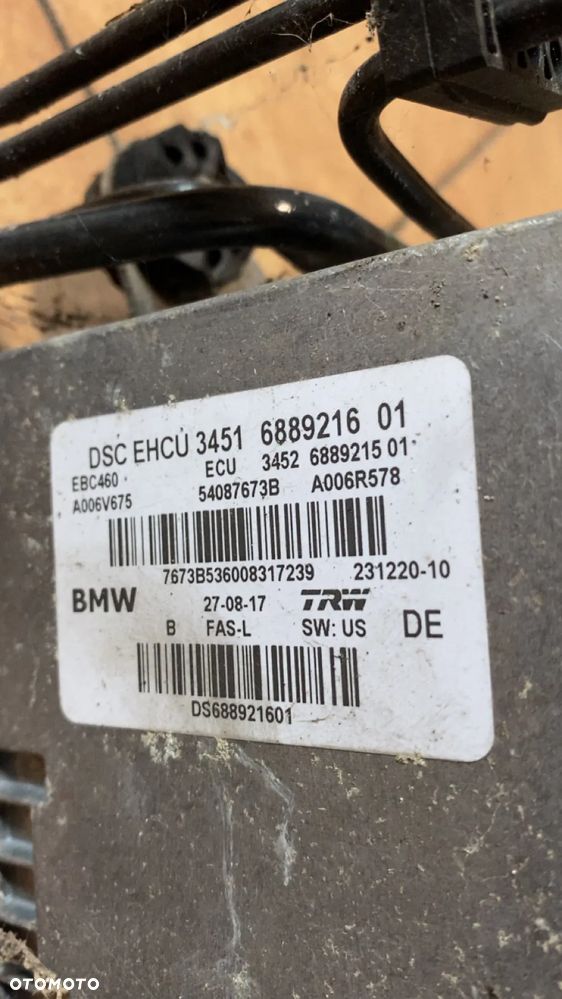 DSC EHCU 3451 6889216 01
EBC460 ECU 3452 6889215 01
A006V675 54087673B A006R578
7673B536008317239 231220-10
BMW 27-08-17 TRW
B FAS-L SW: US DE
DS688921601
OTOMOTO